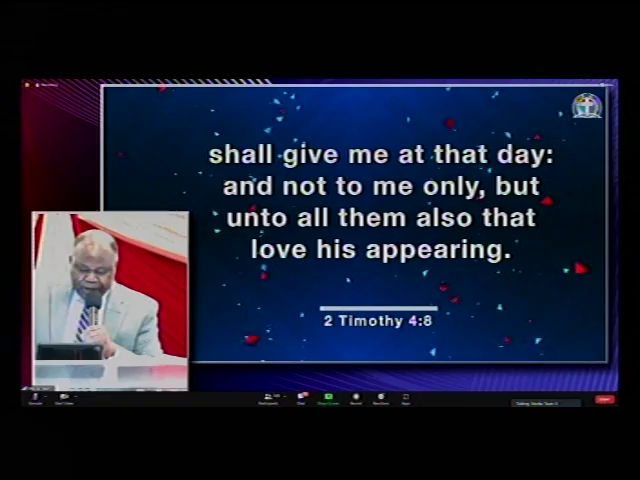 shall give me at that day:
and not to me only, but
unto all them also that
love his appearing.
2 Timothy 4:8